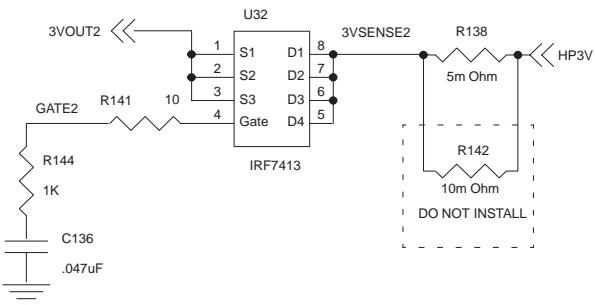 U32
3VOUT2
3VSENSE2
R138
HP3V
5m Ohm
1
S1
D1
8
2
S2
D2
7
3
S3
D3
6
4
Gate
D4
5
GATE2
R141
10
IRF7413
R142
10m Ohm
DO NOT INSTALL
R144
1K
C136
.047uF